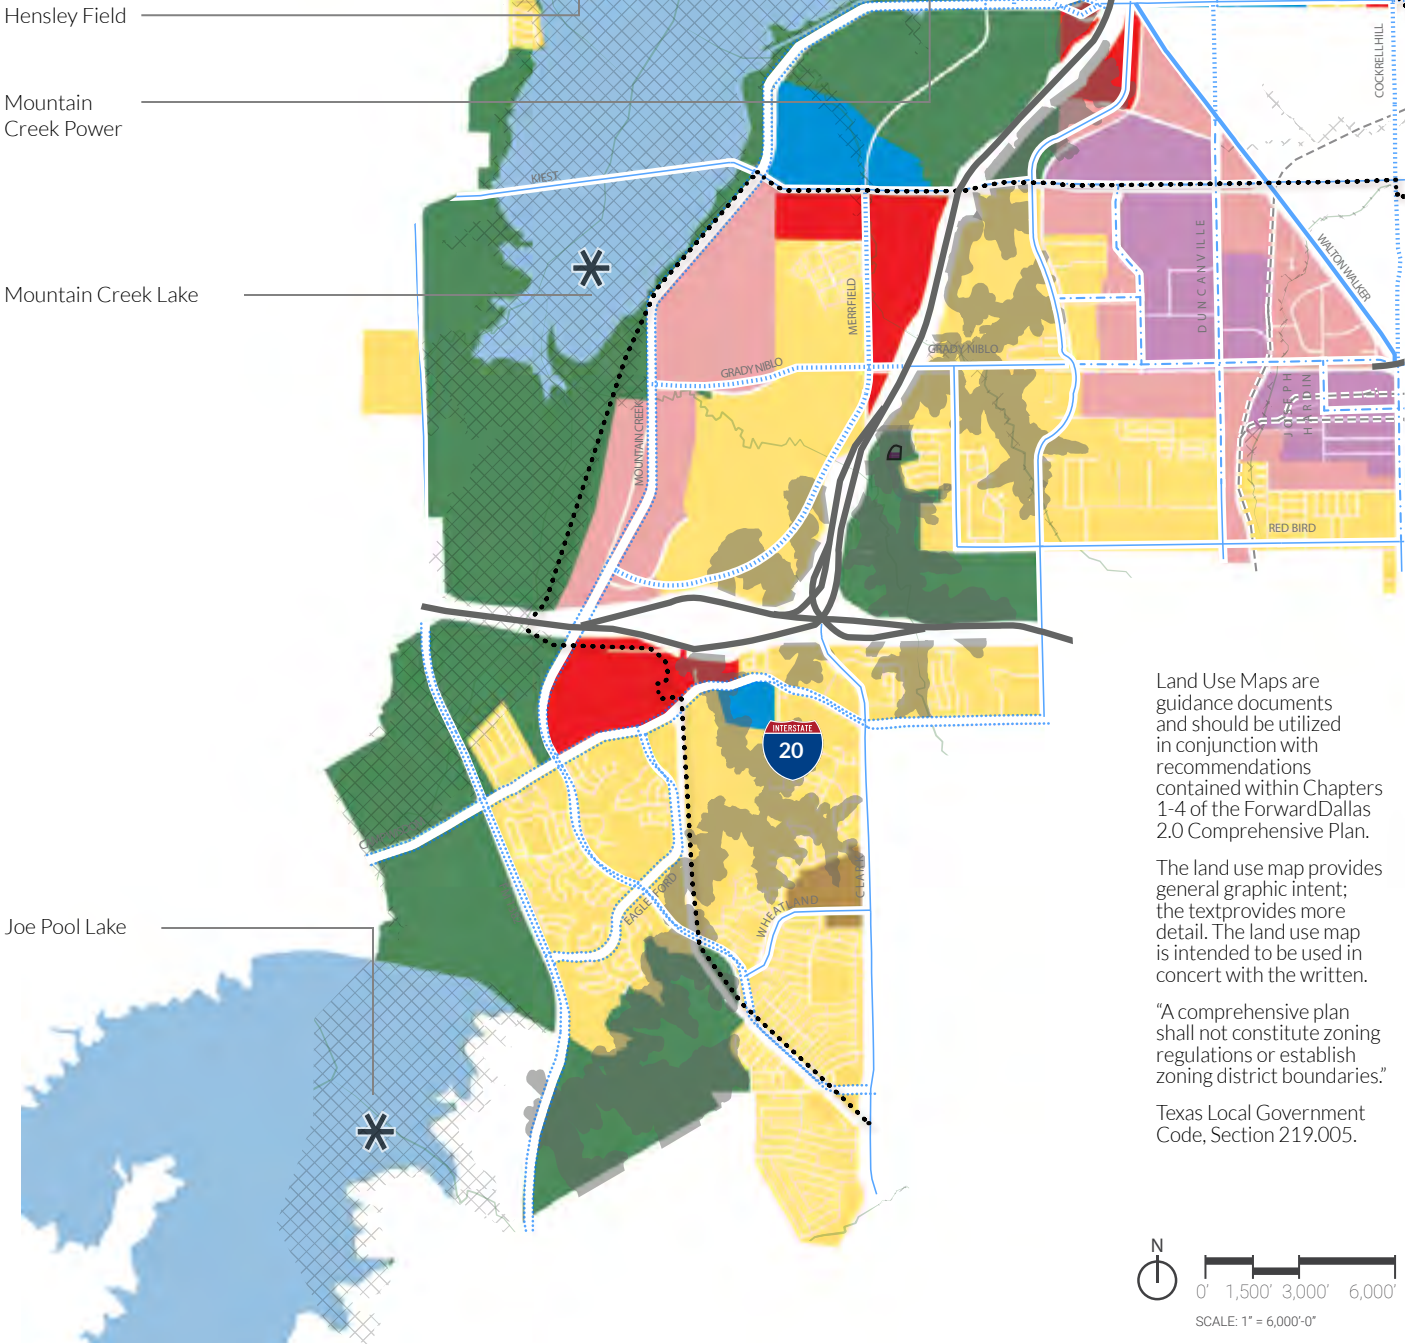 Hensley Field
COCKRELL HILL
Mountain
Creek Power
KIEST
DUNCANVILLE
WALTON WALKER
Mountain Creek Lake
MERRIFIELD
GRADY NIBLO
GRADY NIBLO
MOUNTAIN CREEK
JOSEPH
HARDIN
RED BIRD
INTERSTATE
20
CLARK
EAGLE FORD
WHEATLAND
Joe Pool Lake
Land Use Maps are
guidance documents
and should be utilized
in conjunction with
recommendations
contained within Chapters
1-4 of the ForwardDallas
2.0 Comprehensive Plan.
The land use map provides
general graphic intent;
the textprovides more
detail. The land use map
is intended to be used in
concert with the written.
“A comprehensive plan
shall not constitute zoning
regulations or establish
zoning district boundaries.”
Texas Local Government
Code, Section 219.005.
N
0' 1,500' 3,000' 6,000'
SCALE: 1" = 6,000'-0"